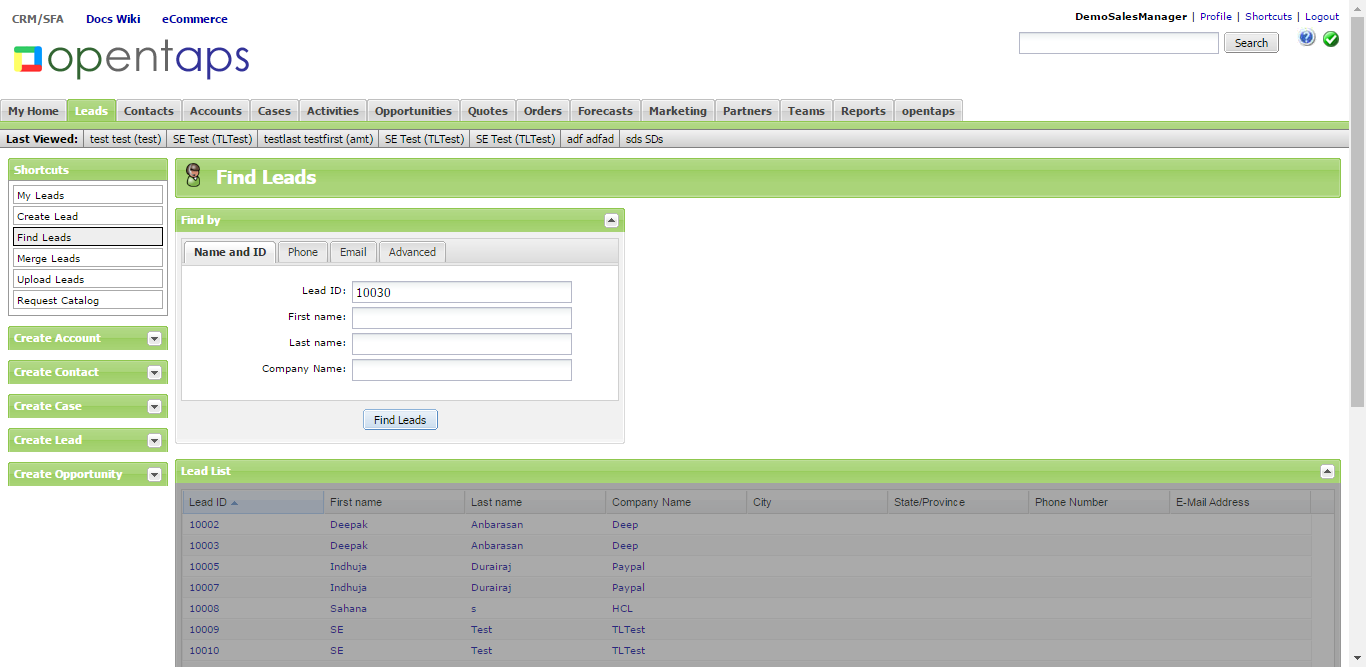 CRM/SFA Docs Wiki eCommerce
DemoSalesManager | Profile | Shortcuts | Logout
opentaps
Search
My Home Leads Contacts Accounts Cases Activities Opportunities Quotes Orders Forecasts Marketing Partners Teams Reports opentaps
Last Viewed: test test (test) SE Test (TLTest) testlast testfirst (amt) SE Test (TLTest) SE Test (TLTest) adf adfad sds SDs
Shortcuts
My Leads
Create Lead
Find Leads
Merge Leads
Upload Leads
Request Catalog
Create Account
Create Contact
Create Case
Create Lead
Create Opportunity
Find Leads
Find by
Name and ID Phone Email Advanced
Lead ID: 10030
First name:
Last name:
Company Name:
Find Leads
Lead List
Lead ID First name Last name Company Name City State/Province Phone Number E-Mail Address
10002 Deepak Anbarasan Deep
10003 Deepak Anbarasan Deep
10005 Indhuja Durairaj Paypal
10007 Indhuja Durairaj Paypal
10008 Sahana s HCL
10009 SE Test TLTest
10010 SE Test TLTest